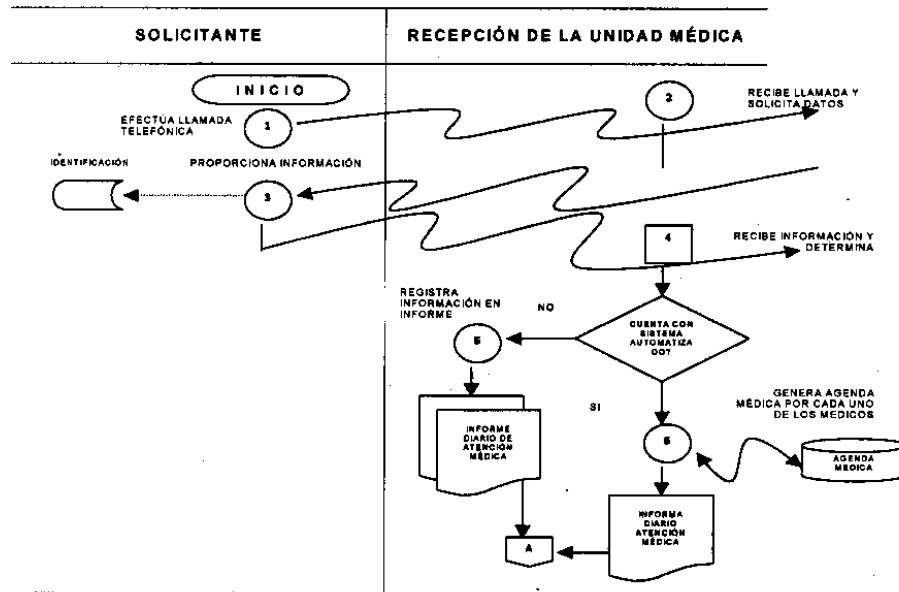 SOLICITANTE
RECEPCIÓN DE LA UNIDAD MÉDICA
INICIO
EFECTÚA LLAMADA
TELEFÓNICA
1
2
RECIBE LLAMADA Y
SOLICITA DATOS
IDENTIFICACIÓN
PROPORCIONA INFORMACIÓN
3
4
RECIBE INFORMACIÓN Y
DETERMINA
REGISTRA
INFORMACIÓN EN
INFORME
NO
CUENTA CON
SISTEMA
AUTOMATIZA
DO?
5
GENERA AGENDA
MÉDICA POR CADA UNO
DE LOS MEDICOS
SI
INFORME
DIARIO DE
ATENCIÓN
MÉDICA
AGENDA
MEDICA
INFORMA
DIARIO
ATENCIÓN
MÉDICA
A